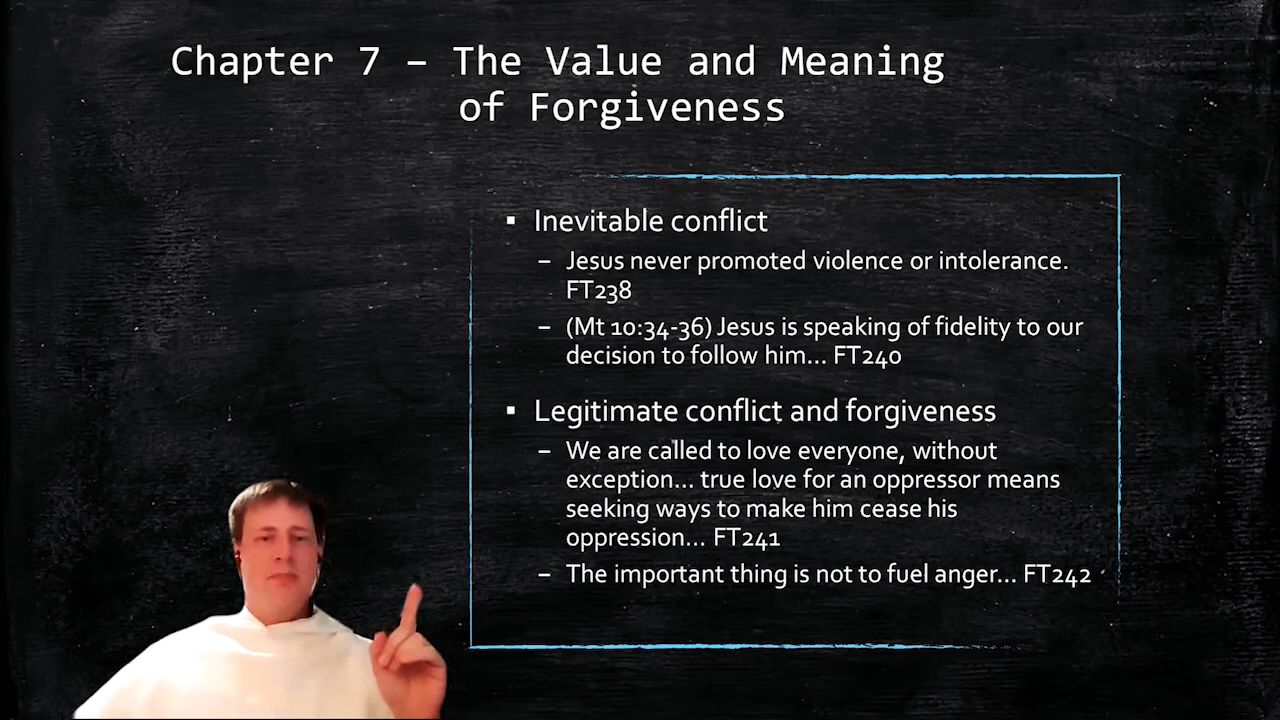 Chapter 7 – The Value and Meaning
of Forgiveness
▪ Inevitable conflict
– Jesus never promoted violence or intolerance.
FT238
– (Mt 10:34-36) Jesus is speaking of fidelity to our
decision to follow him... FT240
▪ Legitimate conflict and forgiveness
– We are called to love everyone, without
exception... true love for an oppressor means
seeking ways to make him cease his
oppression... FT241
– The important thing is not to fuel anger... FT242